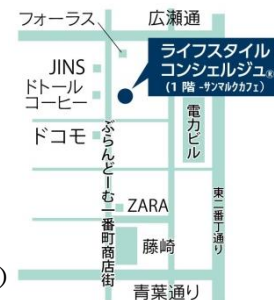 フォーラス
広瀬通
ライフスタイル
コンシェルジュ®
(1 階 -サンマルクカフェ)
JINS
ドトール
コーヒー
ドコモ
電力ビル
ぶらんどーむ一番町商店街
東二番丁通り
ZARA
藤崎
青葉通り
)